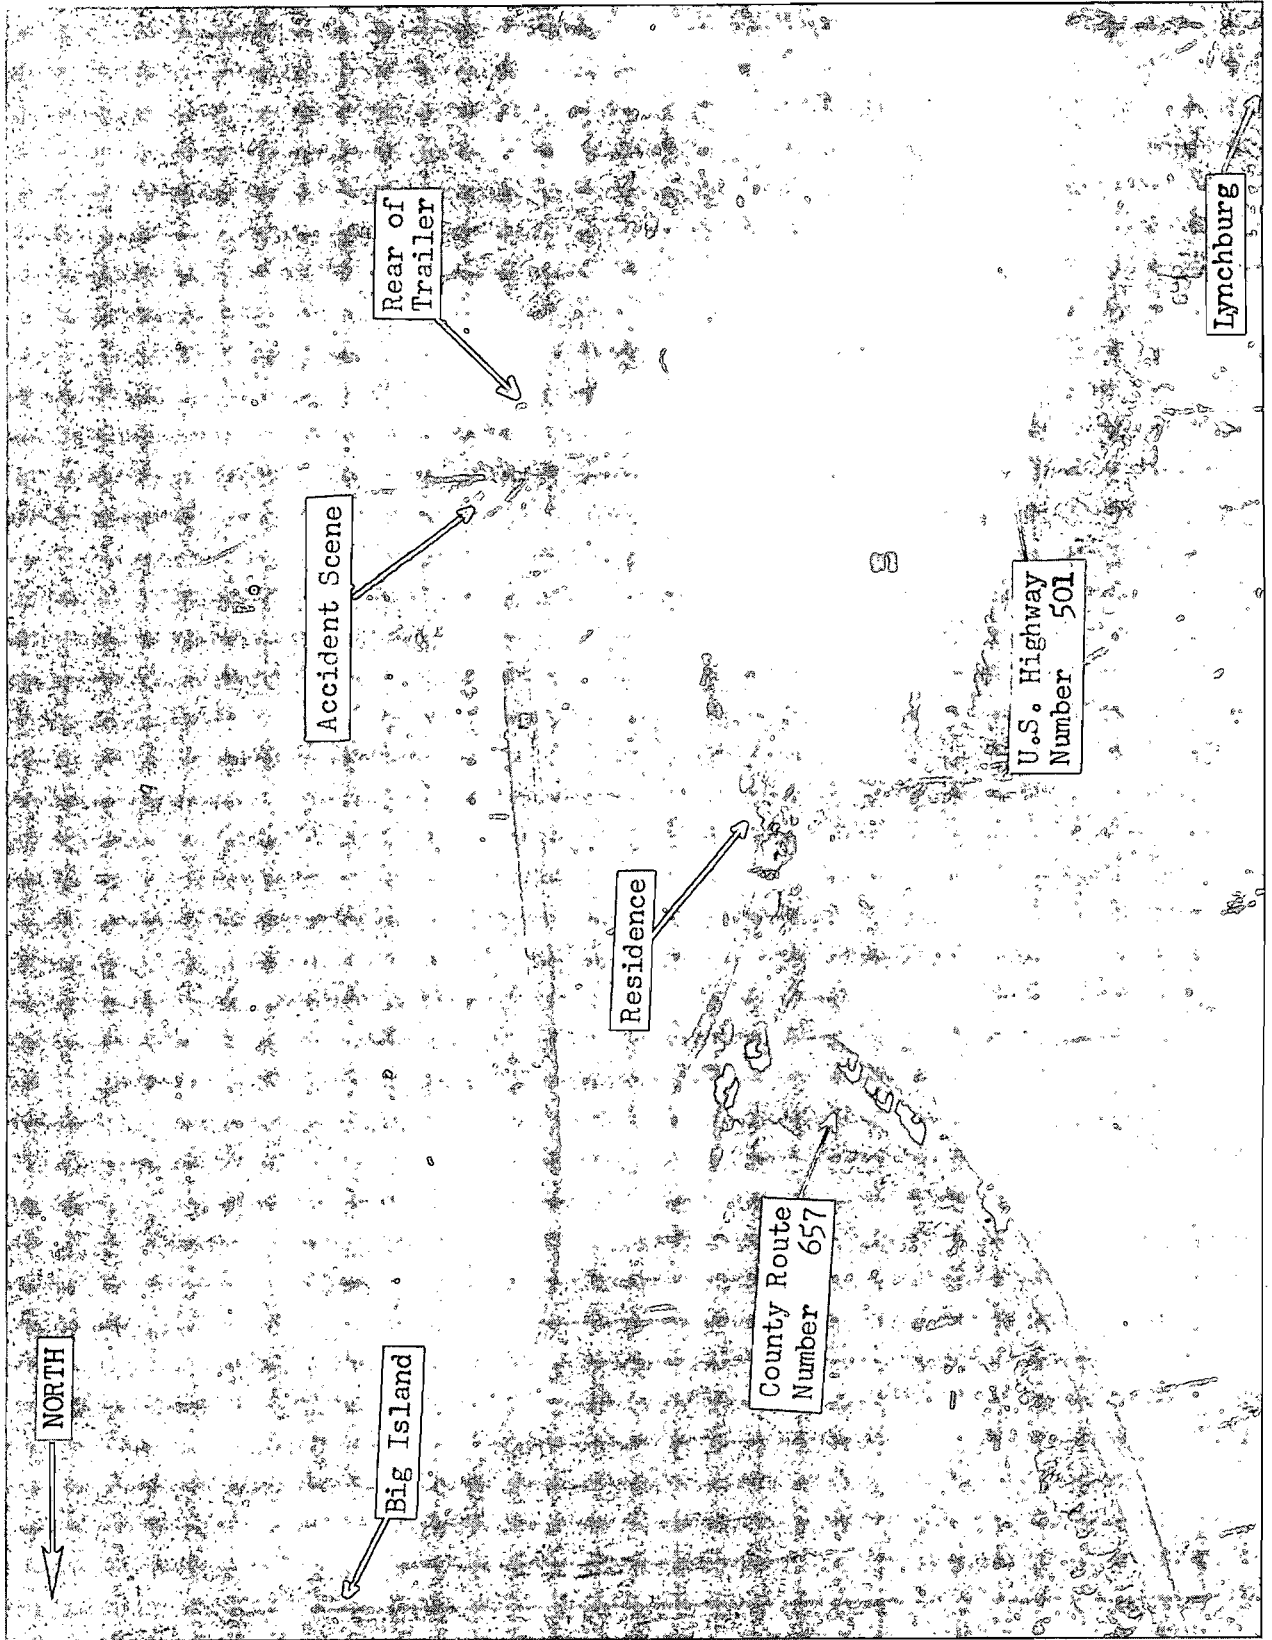 NORTH
Big Island
County Route
Number 657
Residence
Accident Scene
U.S. Highway
Number 501
Rear of
Trailer
Lynchburg